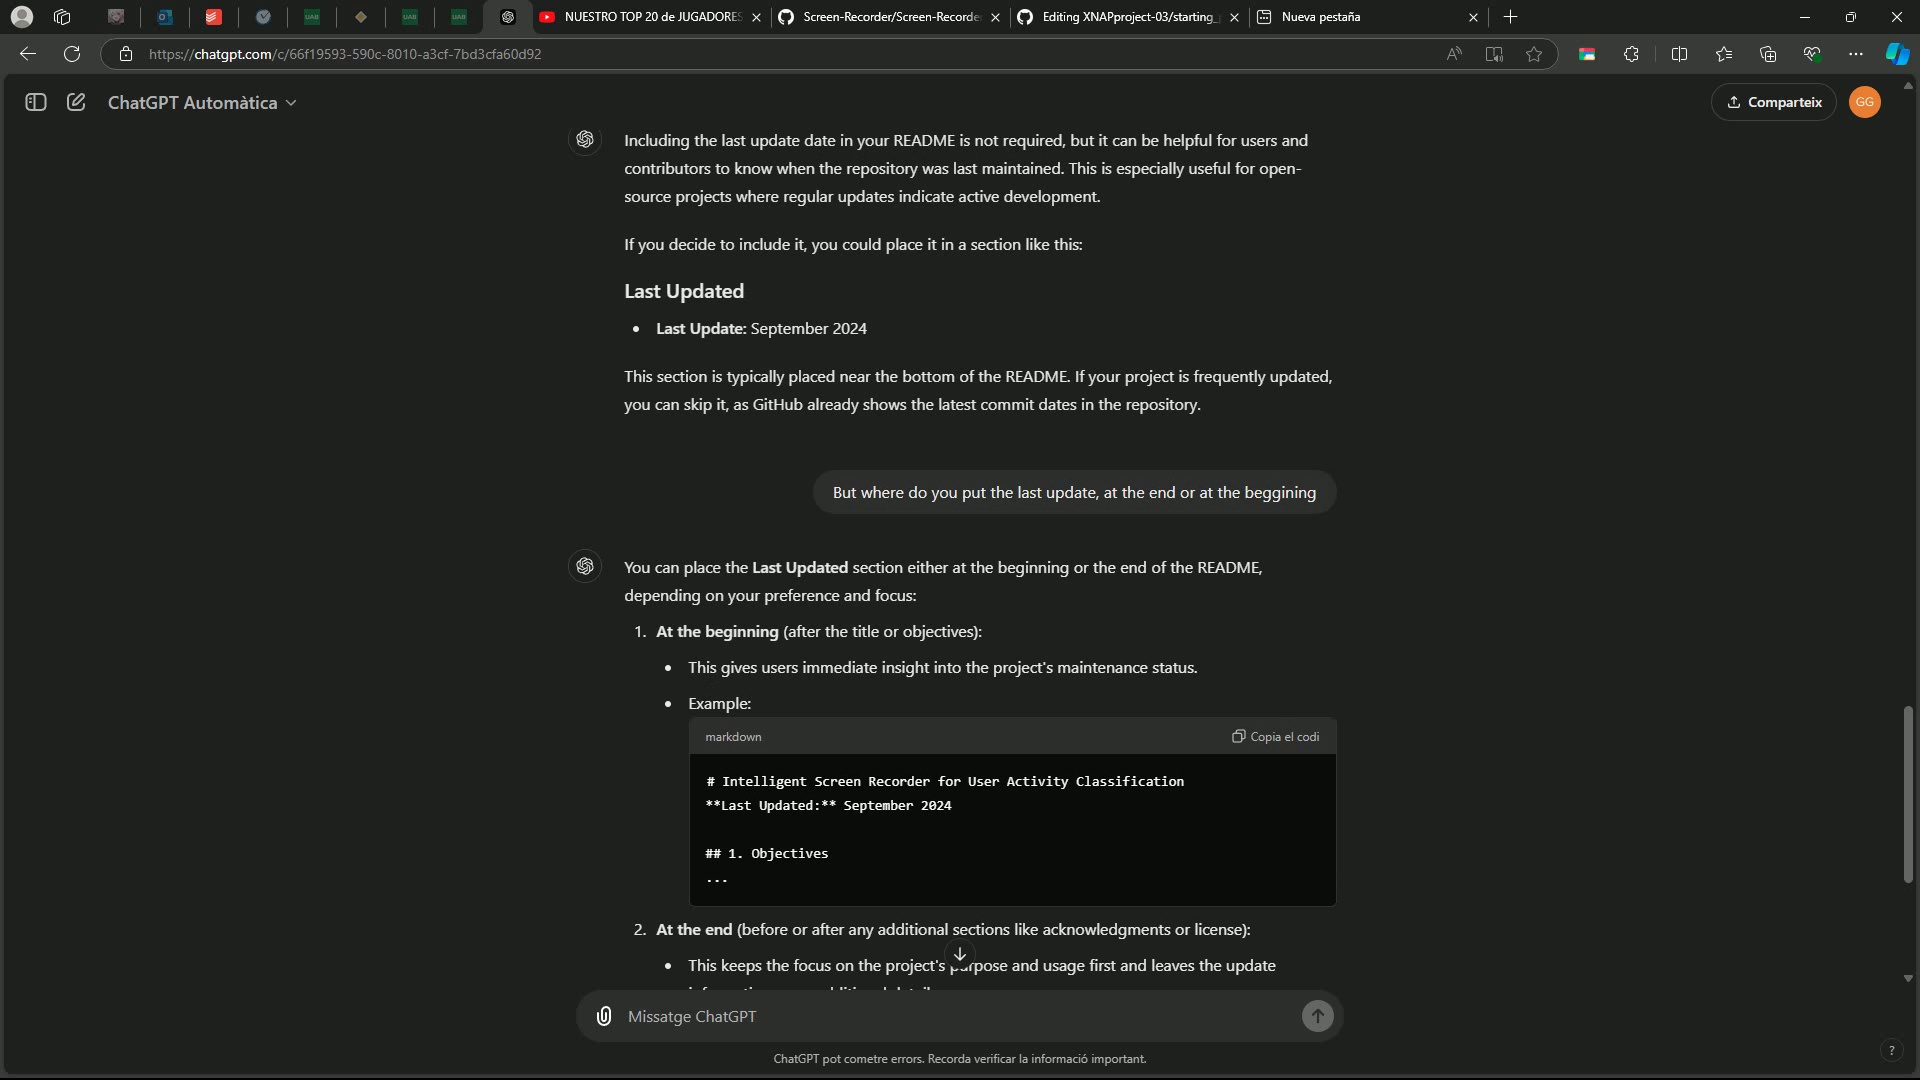 NUESTRO TOP 20 de JUGADORES
Screen-Recorder/Screen-Recorde
Editing XNAPproject-03/starting_
Nueva pestaña
https://chatgpt.com/c/66f19593-590c-8010-a3cf-7bd3cfa60d92
ChatGPT Automàtica
Comparteix
GG
Including the last update date in your README is not required, but it can be helpful for users and
contributors to know when the repository was last maintained. This is especially useful for open-
source projects where regular updates indicate active development.
If you decide to include it, you could place it in a section like this:
Last Updated
• Last Update: September 2024
This section is typically placed near the bottom of the README. If your project is frequently updated,
you can skip it, as GitHub already shows the latest commit dates in the repository.
But where do you put the last update, at the end or at the beggining
You can place the Last Updated section either at the beginning or the end of the README,
depending on your preference and focus:
1. At the beginning (after the title or objectives):
• This gives users immediate insight into the project's maintenance status.
• Example:
markdown
Copia el codi
# Intelligent Screen Recorder for User Activity Classification
**Last Updated:** September 2024
## 1. Objectives
...
2. At the end (before or after any additional sections like acknowledgments or license):
• This keeps the focus on the project's purpose and usage first and leaves the update
Missatge ChatGPT
ChatGPT pot cometre errors. Recorda verificar la informació important.
?